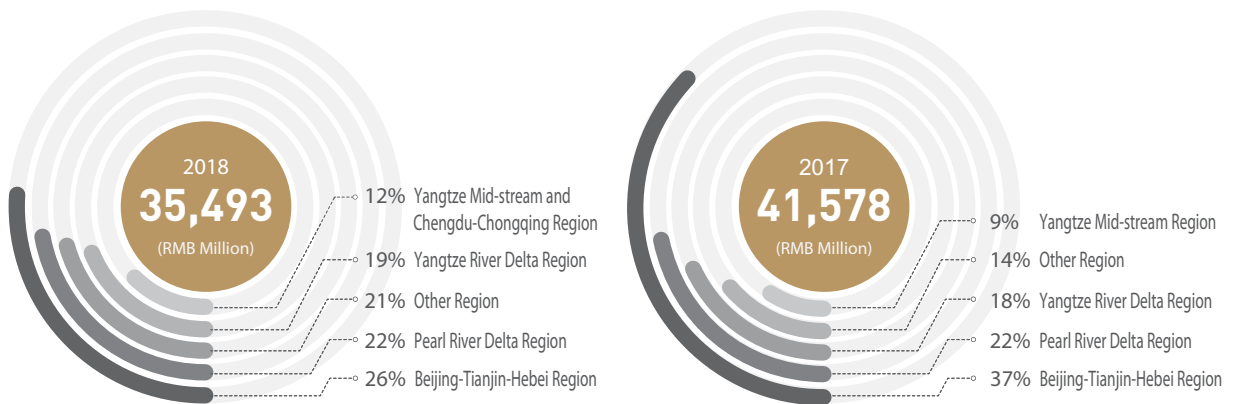 2018
35,493
(RMB Million)
12% Yangtze Mid-stream and
Chengdu-Chongqing Region
19% Yangtze River Delta Region
21% Other Region
22% Pearl River Delta Region
26% Beijing-Tianjin-Hebei Region
2017
41,578
(RMB Million)
9% Yangtze Mid-stream Region
14% Other Region
18% Yangtze River Delta Region
22% Pearl River Delta Region
37% Beijing-Tianjin-Hebei Region